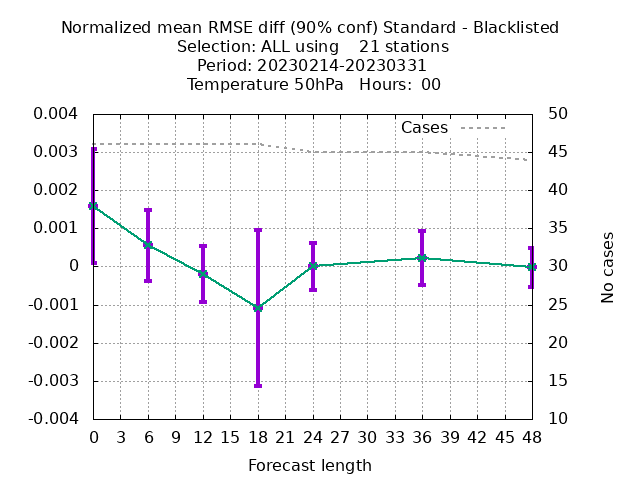 Normalized mean RMSE diff (90% conf) Standard - Blacklisted
Selection: ALL using    21 stations
Period: 20230214-20230331
Temperature 50hPa   Hours:  00
Cases
0.004
0.003
0.002
0.001
0
-0.001
-0.002
-0.003
-0.004
50
45
40
35
30
25
20
15
10
No cases
0 3 6 9 12 15 18 21 24 27 30 33 36 39 42 45 48
Forecast length